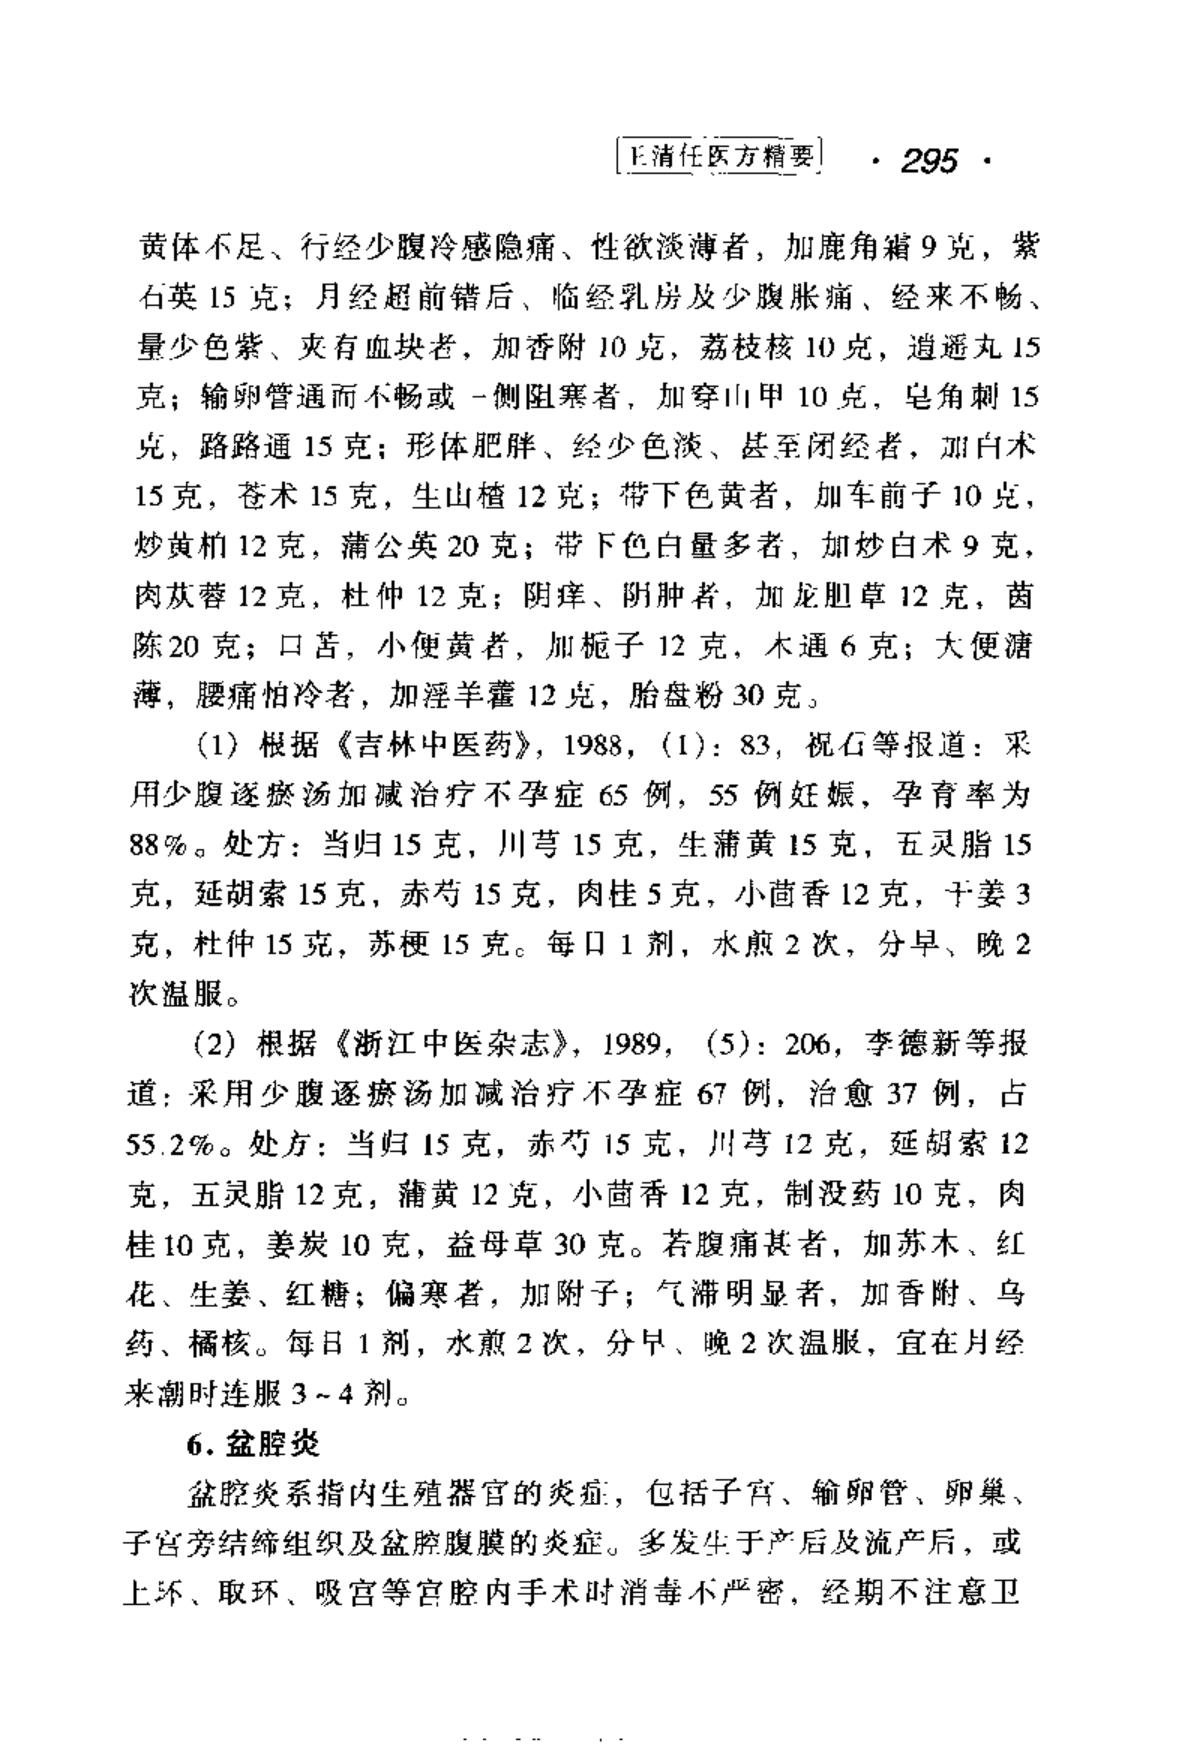 王清任医方精要 · 295 ·
黄体不足、行经少腹冷感隐痛、性欲淡薄者，加鹿角霜 9 克，紫
石英 15 克；月经超前错后、临经乳房及少腹胀痛、经来不畅、
量少色紫、夹有血块者，加香附 10 克，荔枝核 10 克，逍遥丸 15
克；输卵管通而不畅或一侧阻塞者，加穿山甲 10 克，皂角刺 15
克，路路通 15 克；形体肥胖、经少色淡、甚至闭经者，加白术
15 克，苍术 15 克，生山楂 12 克；带下色黄者，加车前子 10 克，
炒黄柏 12 克，蒲公英 20 克；带下色白量多者，加炒白术 9 克，
肉苁蓉 12 克，杜仲 12 克；阴痒、阴肿者，加龙胆草 12 克，茵
陈 20 克；口苦，小便黄者，加栀子 12 克，木通 6 克；大便溏
薄，腰痛怕冷者，加淫羊藿 12 克，胎盘粉 30 克。
（1）根据《吉林中医药》，1988，（1）：83，祝石等报道：采
用少腹逐瘀汤加减治疗不孕症 65 例，55 例妊娠，孕育率为
88％。处方：当归 15 克，川芎 15 克，生蒲黄 15 克，五灵脂 15
克，延胡索 15 克，赤芍 15 克，肉桂 5 克，小茴香 12 克，干姜 3
克，杜仲 15 克，苏梗 15 克。每日 1 剂，水煎 2 次，分早、晚 2
次温服。
（2）根据《浙江中医杂志》，1989，（5）：206，李德新等报
道：采用少腹逐瘀汤加减治疗不孕症 67 例，治愈 37 例，占
55.2％。处方：当归 15 克，赤芍 15 克，川芎 12 克，延胡索 12
克，五灵脂 12 克，蒲黄 12 克，小茴香 12 克，制没药 10 克，肉
桂 10 克，姜炭 10 克，益母草 30 克。若腹痛甚者，加苏木、红
花、生姜、红糖；偏寒者，加附子；气滞明显者，加香附、乌
药、橘核。每日 1 剂，水煎 2 次，分早、晚 2 次温服，宜在月经
来潮时连服 3～4 剂。
6. 盆腔炎
盆腔炎系指内生殖器官的炎症，包括子宫、输卵管、卵巢、
子宫旁结缔组织及盆腔腹膜的炎症。多发生于产后及流产后，或
上环、取环、吸宫等宫腔内手术时消毒不严密，经期不注意卫